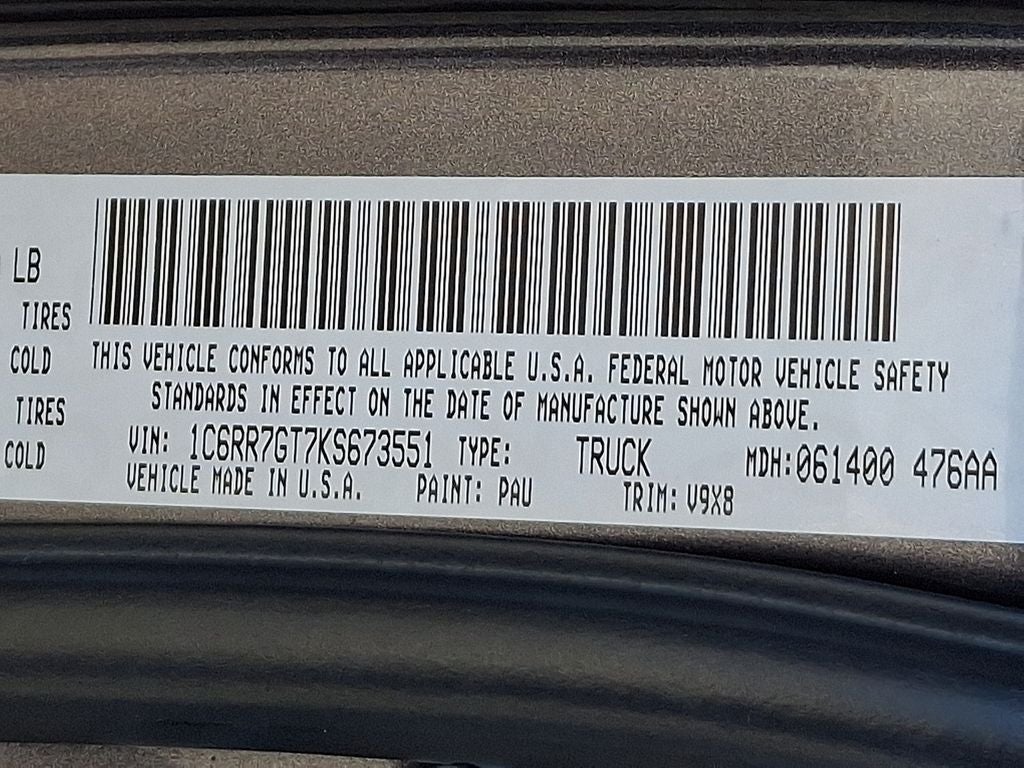 LB
TIRES
COLD
TIRES
COLD
THIS VEHICLE CONFORMS TO ALL APPLICABLE U.S.A. FEDERAL MOTOR VEHICLE SAFETY
STANDARDS IN EFFECT ON THE DATE OF MANUFACTURE SHOWN ABOVE.
VIN: 1C6RR7GT7KS673551 TYPE: TRUCK MDH:061400 476AA
VEHICLE MADE IN U.S.A. PAINT: PAU TRIM: V9X8